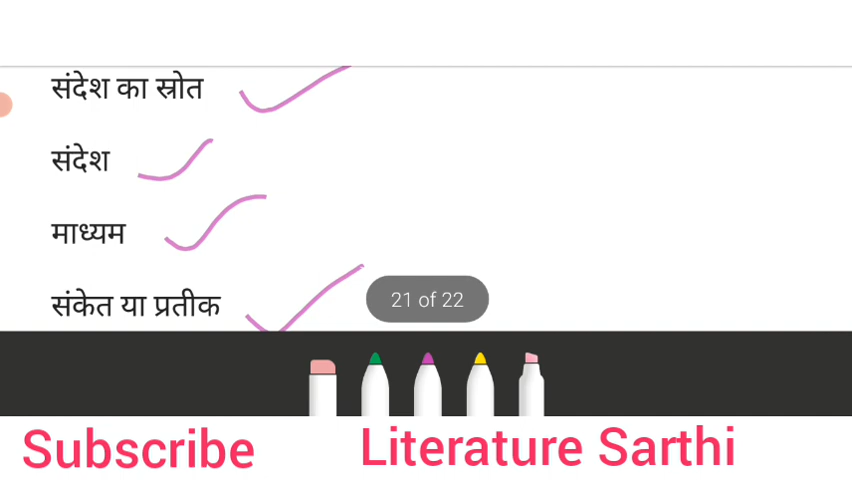 संदेश का स्रोत
संदेश
माध्यम
संकेत या प्रतीक
21 of 22
Subscribe Literature Sarthi